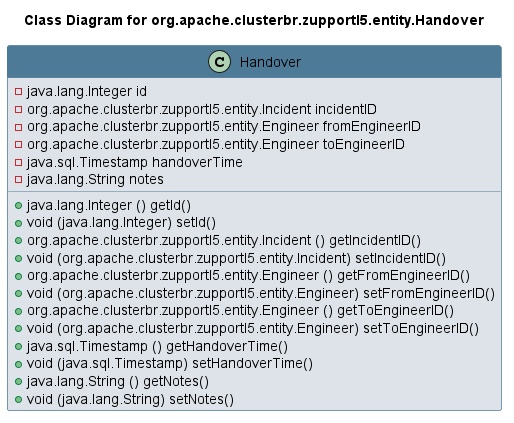 Class Diagram for org.apache.clusterbr.zupportl5.entity.Handover
C Handover
java.lang.Integer id
org.apache.clusterbr.zupportl5.entity.Incident incidentID
org.apache.clusterbr.zupportl5.entity.Engineer fromEngineerID
org.apache.clusterbr.zupportl5.entity.Engineer toEngineerID
java.sql.Timestamp handoverTime
java.lang.String notes
java.lang.Integer () getId()
void (java.lang.Integer) setId()
org.apache.clusterbr.zupportl5.entity.Incident () getIncidentID()
void (org.apache.clusterbr.zupportl5.entity.Incident) setIncidentID()
org.apache.clusterbr.zupportl5.entity.Engineer () getFromEngineerID()
void (org.apache.clusterbr.zupportl5.entity.Engineer) setFromEngineerID()
org.apache.clusterbr.zupportl5.entity.Engineer () getToEngineerID()
void (org.apache.clusterbr.zupportl5.entity.Engineer) setToEngineerID()
java.sql.Timestamp () getHandoverTime()
void (java.sql.Timestamp) setHandoverTime()
java.lang.String () getNotes()
void (java.lang.String) setNotes()